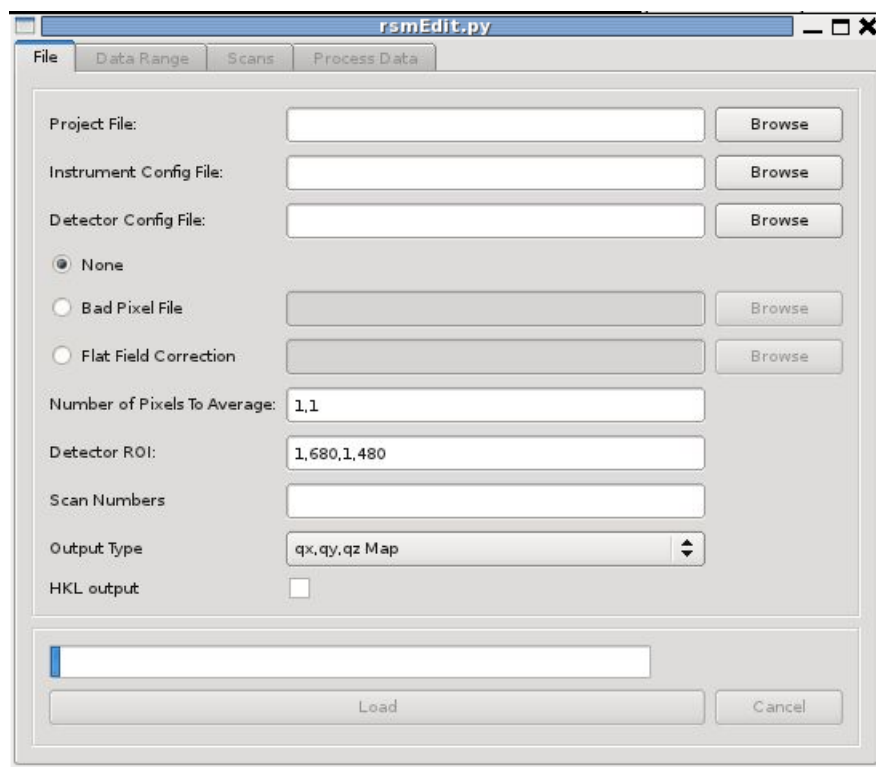 rsmEdit.py
File Data Range Scans Process Data
Project File: Browse
Instrument Config File: Browse
Detector Config File: Browse
None
Bad Pixel File Browse
Flat Field Correction Browse
Number of Pixels To Average: 1,1
Detector ROI: 1,680,1,480
Scan Numbers
Output Type qx,qy,qz Map
HKL output
Load Cancel